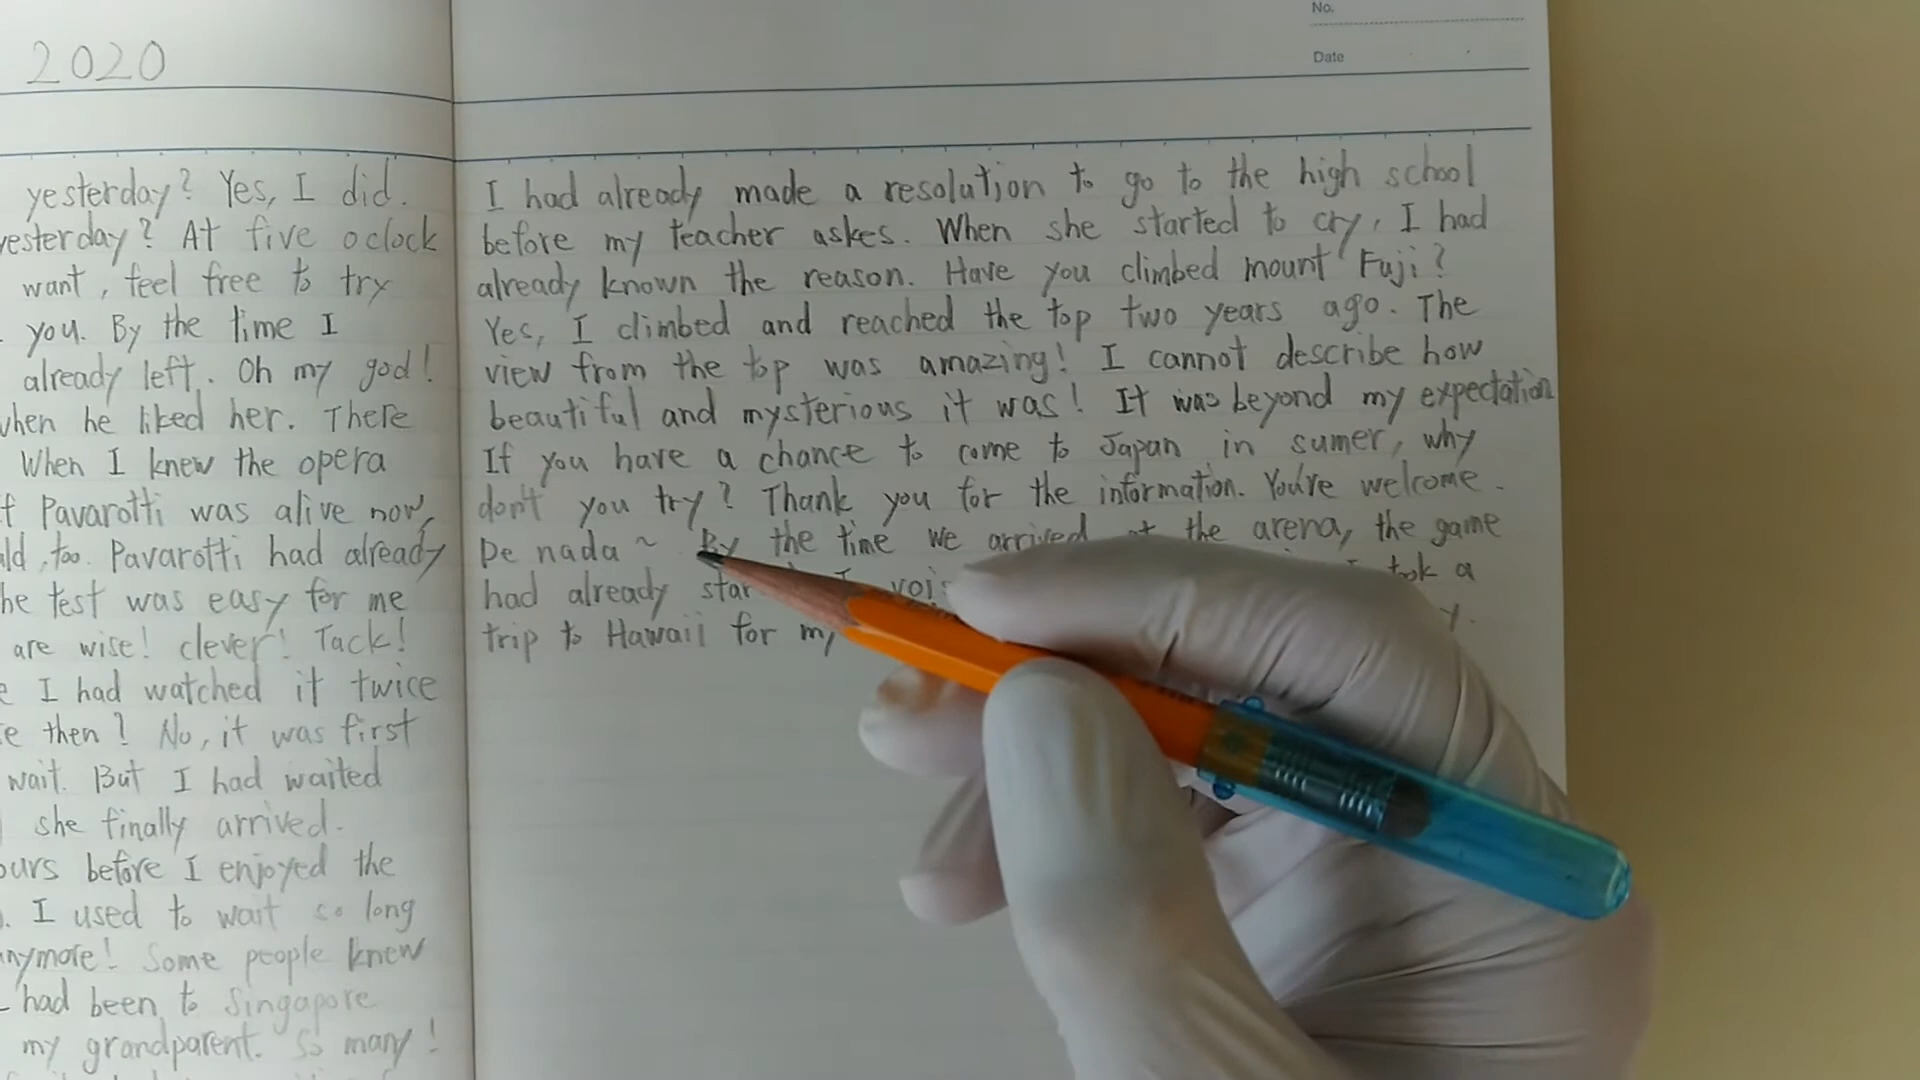 2020
yesterday? Yes, I did.
yesterday? At five oclock
want, feel free to try
you. By the time I
already left. Oh my god!
when he liked her. There
When I knew the opera
Pavarotti was alive now,
too. Pavarotti had already
the test was easy for me
are wise! clever! Tack!
I had watched it twice
then? No, it was first
wait. But I had waited
she finally arrived.
before I enjoyed the
. I used to wait so long
anymore! Some people knew
had been to Singapore
my grandparent. So many!
No.
Date
I had already made a resolution to go to the high school
before my teacher askes. When she started to cry, I had
already known the reason. Have you climbed mount Fuji?
Yes, I climbed and reached the top two years ago. The
view from the top was amazing! I cannot describe how
beautiful and mysterious it was! It was beyond my expectation
If you have a chance to come to Japan in sumer, why
don't you try? Thank you for the information. You're welcome.
De nada ~ By the time we arrived at the arena, the game
had already took a
trip to Hawaii for my